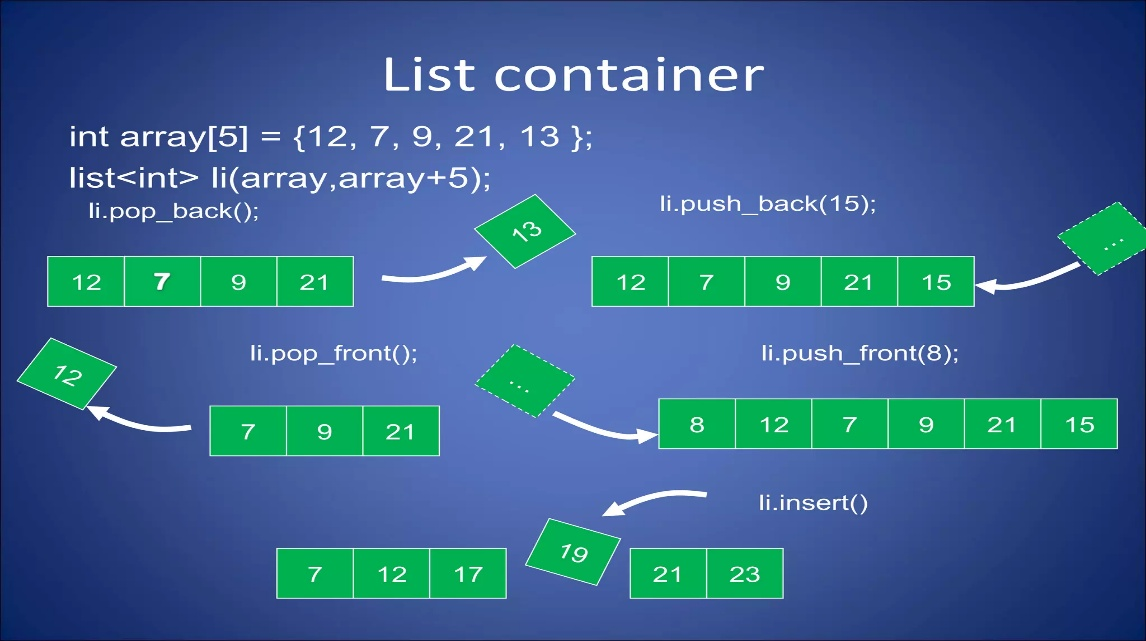 List container
int array[5] = {12, 7, 9, 21, 13 };
list<int> li(array,array+5);
li.pop_back();
13
12 7 9 21
li.push_back(15);
...
12 7 9 21 15
li.pop_front();
12
7 9 21
li.push_front(8);
...
8 12 7 9 21 15
li.insert()
7 12 17
19
21 23